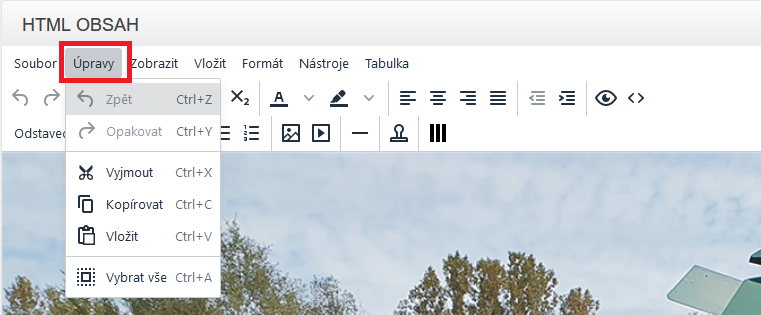 HTML OBSAH
Soubor Úpravy Zobrazit Vložit Formát Nástroje Tabulka
Zpět Ctrl+Z
X2 A
Opakovat Ctrl+Y
Odstavec
Vyjmout Ctrl+X
Kopírovat Ctrl+C
Vložit Ctrl+V
Vybrat vše Ctrl+A